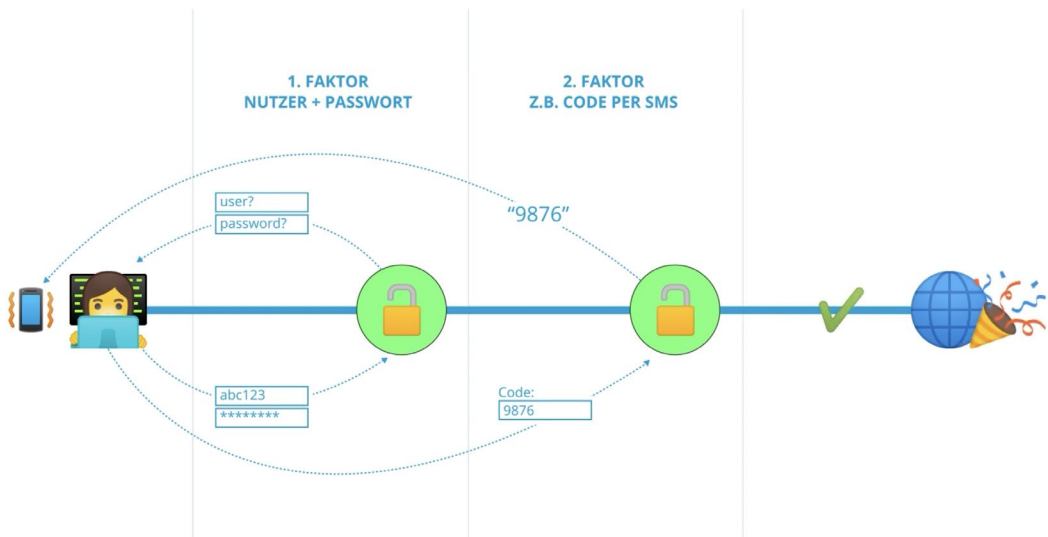 1. FAKTOR
NUTZER + PASSWORT
2. FAKTOR
Z.B. CODE PER SMS
user?
password?
“9876”
abc123
********
Code:
9876